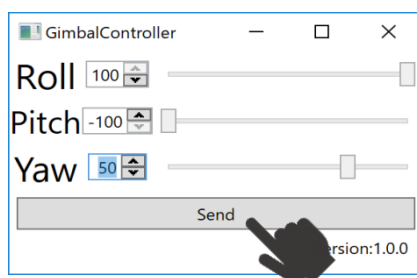 GimbalController
Roll 100
Pitch -100
Yaw 50
Send
ersion:1.0.0